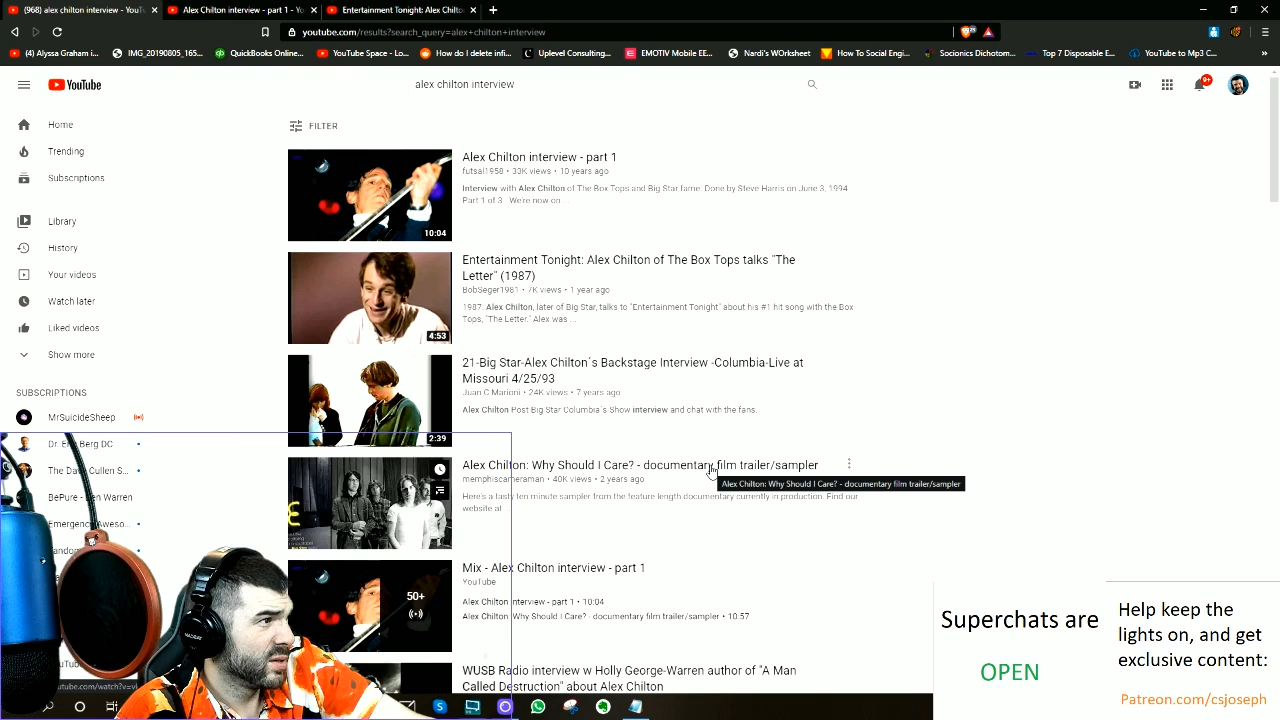 (968) alex chilton interview - YouT
Alex Chilton interview - part 1 - Yo
Entertainment Tonight: Alex Chilton
youtube.com/results?search_query=alex+chilton+interview
(4) Alyssa Graham i...
IMG_20190805_165...
QuickBooks Online...
YouTube Space - Lo...
How do I delete infi...
Uplevel Consulting...
EMOTIV Mobile EE...
Nardi's WOrksheet
How To Social Eng...
Socionics Julian As...
Top 7 Disposable E...
YouTube to Mp3 C...
YouTube
alex chilton interview
9+
Home
Trending
Subscriptions
Library
History
Your videos
Watch later
Liked videos
Show more
SUBSCRIPTIONS
MrSuicideSheep
Dr. Eric Berg DC
BePure - Ben Warren
Emergency Aweso...
FILTER
Alex Chilton interview - part 1
futsal1958 • 33K views • 10 years ago
Interview with Alex Chilton of The Box Tops and Big Star fame. Done by Steve Harris on June 3, 1994
Part 1 of 3 . We're now on ...
10:04
Entertainment Tonight: Alex Chilton of The Box Tops talks "The
Letter" (1987)
BobSeger1981 • 7K views • 1 year ago
1987. Alex Chilton, later of Big Star, talks to "Entertainment Tonight" about his #1 hit song with the Box
Tops, "The Letter." Alex was ...
4:53
21-Big Star-Alex Chilton´s Backstage Interview -Columbia-Live at
Missouri 4/25/93
Juan C Marioni • 24K views • 7 years ago
Alex Chilton Post Big Star Columbia´s Show interview and chat with the fans.
2:39
Alex Chilton: Why Should I Care? - documentary film trailer/sampler
memphiscameraman • 40K views • 2 years ago
Alex Chilton: Why Should I Care? - documentary film trailer/sampler
Here's a tasty ten minute sampler from the feature length documentary currently in production. Find our
website at ...
Mix - Alex Chilton interview - part 1
YouTube
50+
Alex Chilton interview - part 1 • 10:04
Alex Chilton: Why Should I Care? - documentary film trailer/sampler • 10:57
WUSB Radio interview w Holly George-Warren author of "A Man
Called Destruction" about Alex Chilton
MADCATZ
Superchats are
OPEN
Help keep the
lights on, and get
exclusive content:
Patreon.com/csjoseph